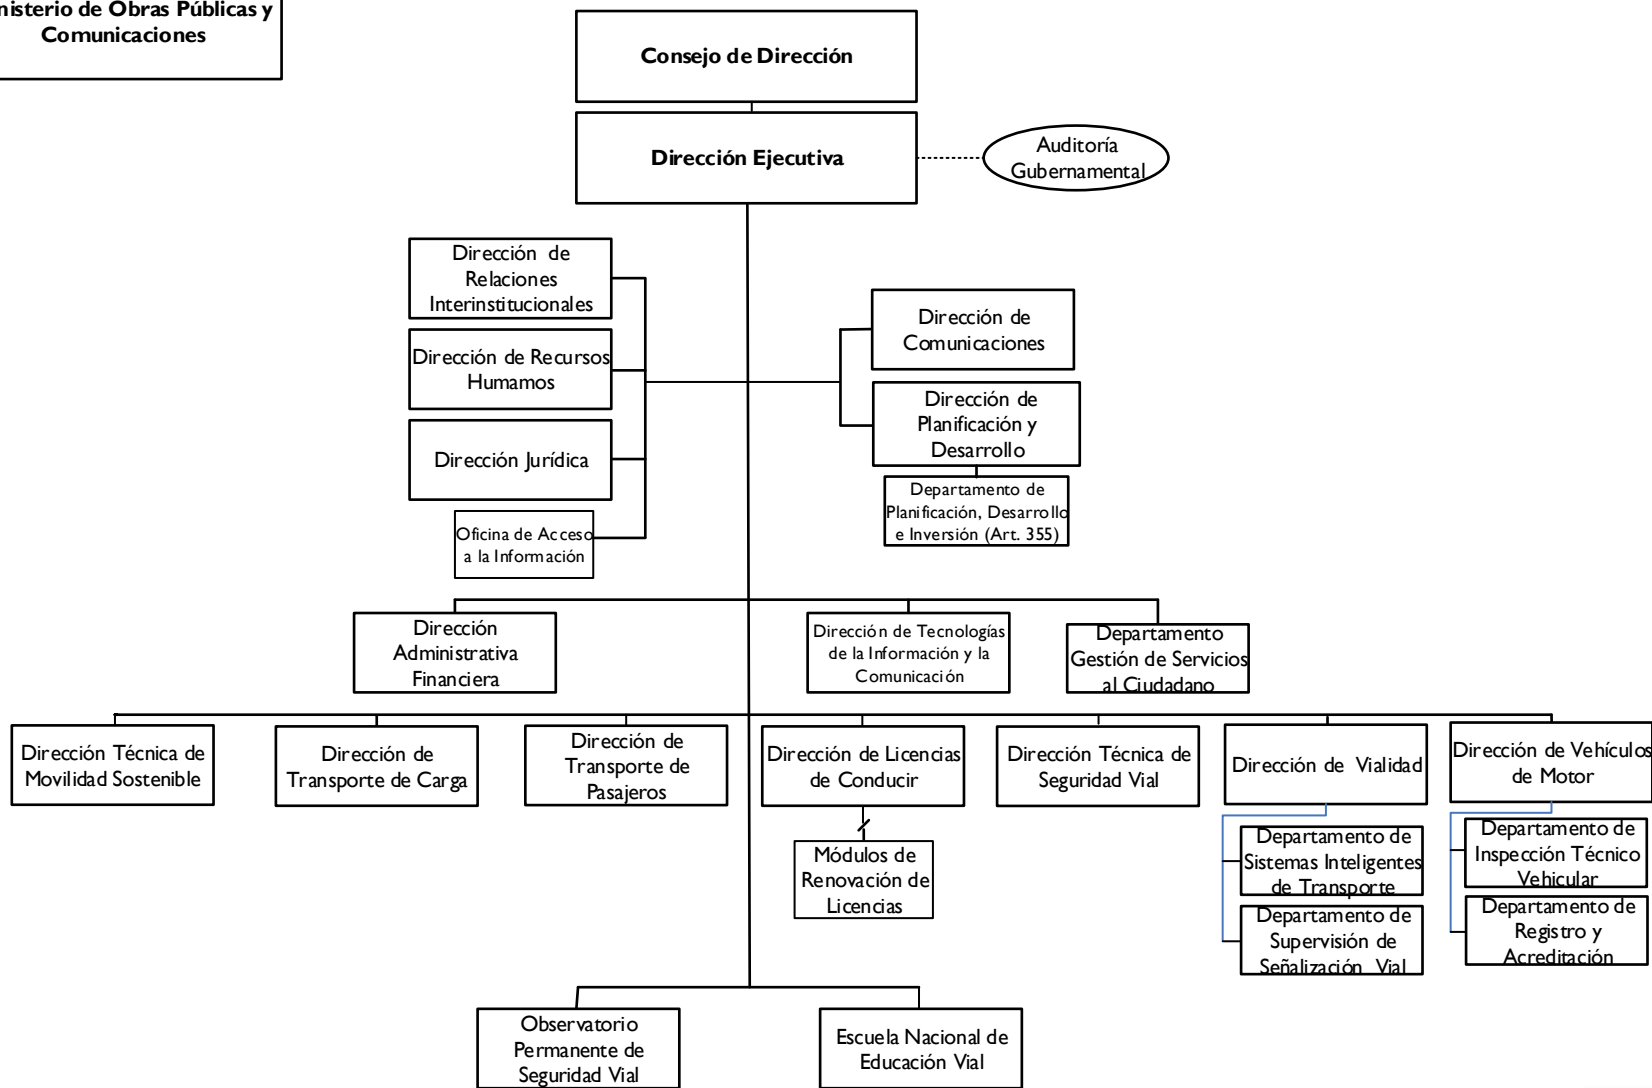 nisterio de Obras Públicas y
Comunicaciones
Consejo de Dirección
Dirección Ejecutiva
Auditoría
Gubernamental
Dirección de
Relaciones
Interinstitucionales
Dirección de Recursos
Humamos
Dirección Jurídica
Oficina de Acceso
a la Información
Dirección de
Comunicaciones
Dirección de
Planificación y
Desarrollo
Departamento de
Planificación, Desarrollo
e Inversión (Art. 355)
Dirección
Administrativa
Financiera
Dirección de Tecnologías
de la Información y la
Comunicación
Departamento
Gestión de Servicios
al Ciudadano
Dirección Técnica de
Movilidad Sostenible
Dirección de
Transporte de Carga
Dirección de
Transporte de
Pasajeros
Dirección de Licencias
de Conducir
Dirección Técnica de
Seguridad Vial
Dirección de Vialidad
Dirección de Vehículos
de Motor
Módulos de
Renovación de
Licencias
Departamento de
Sistemas Inteligentes
de Transporte
Departamento de
Supervisión de
Señalización Vial
Departamento de
Inspección Técnico
Vehicular
Departamento de
Registro y
Acreditación
Observatorio
Permanente de
Seguridad Vial
Escuela Nacional de
Educación Vial